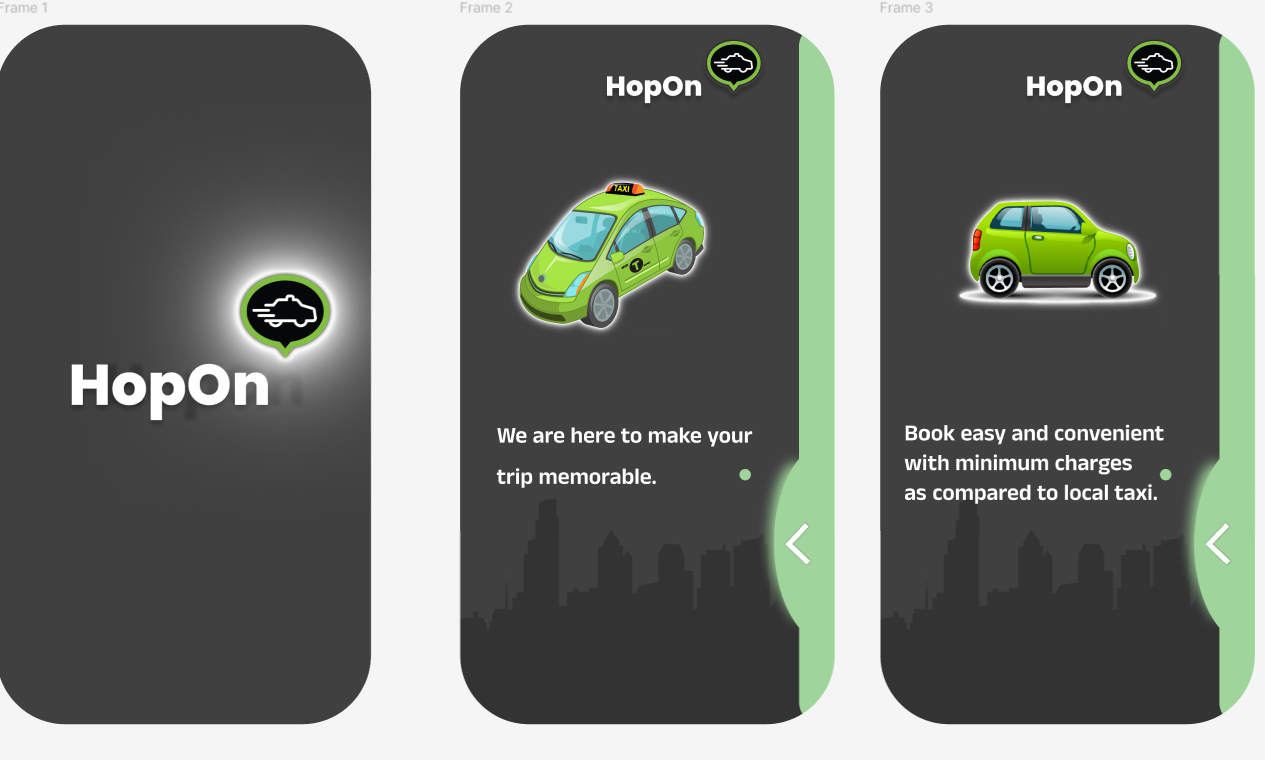 Frame 1
Frame 2
Frame 3
HopOn
HopOn
TAXI
T
We are here to make your
trip memorable.
HopOn
Book easy and convenient
with minimum charges
as compared to local taxi.